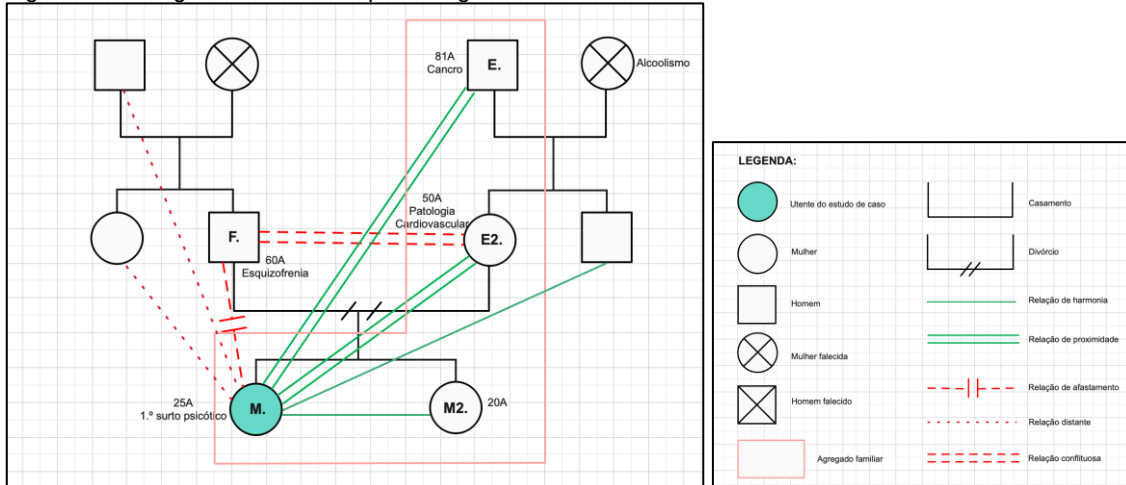 81A
Cancro
E.
Alcoolismo
50A
Patologia
Cardiovascular
F.
E2.
60A
Esquizofrenia
25A
1.º surto psicótico
M.
M2.
20A
LEGENDA:
Utente do estudo de caso
Casamento
Mulher
Divórcio
Homem
Relação de harmonia
Mulher falecida
Relação de proximidade
Homem falecido
Relação de afastamento
Relação distante
Agregado familiar
Relação conflituosa